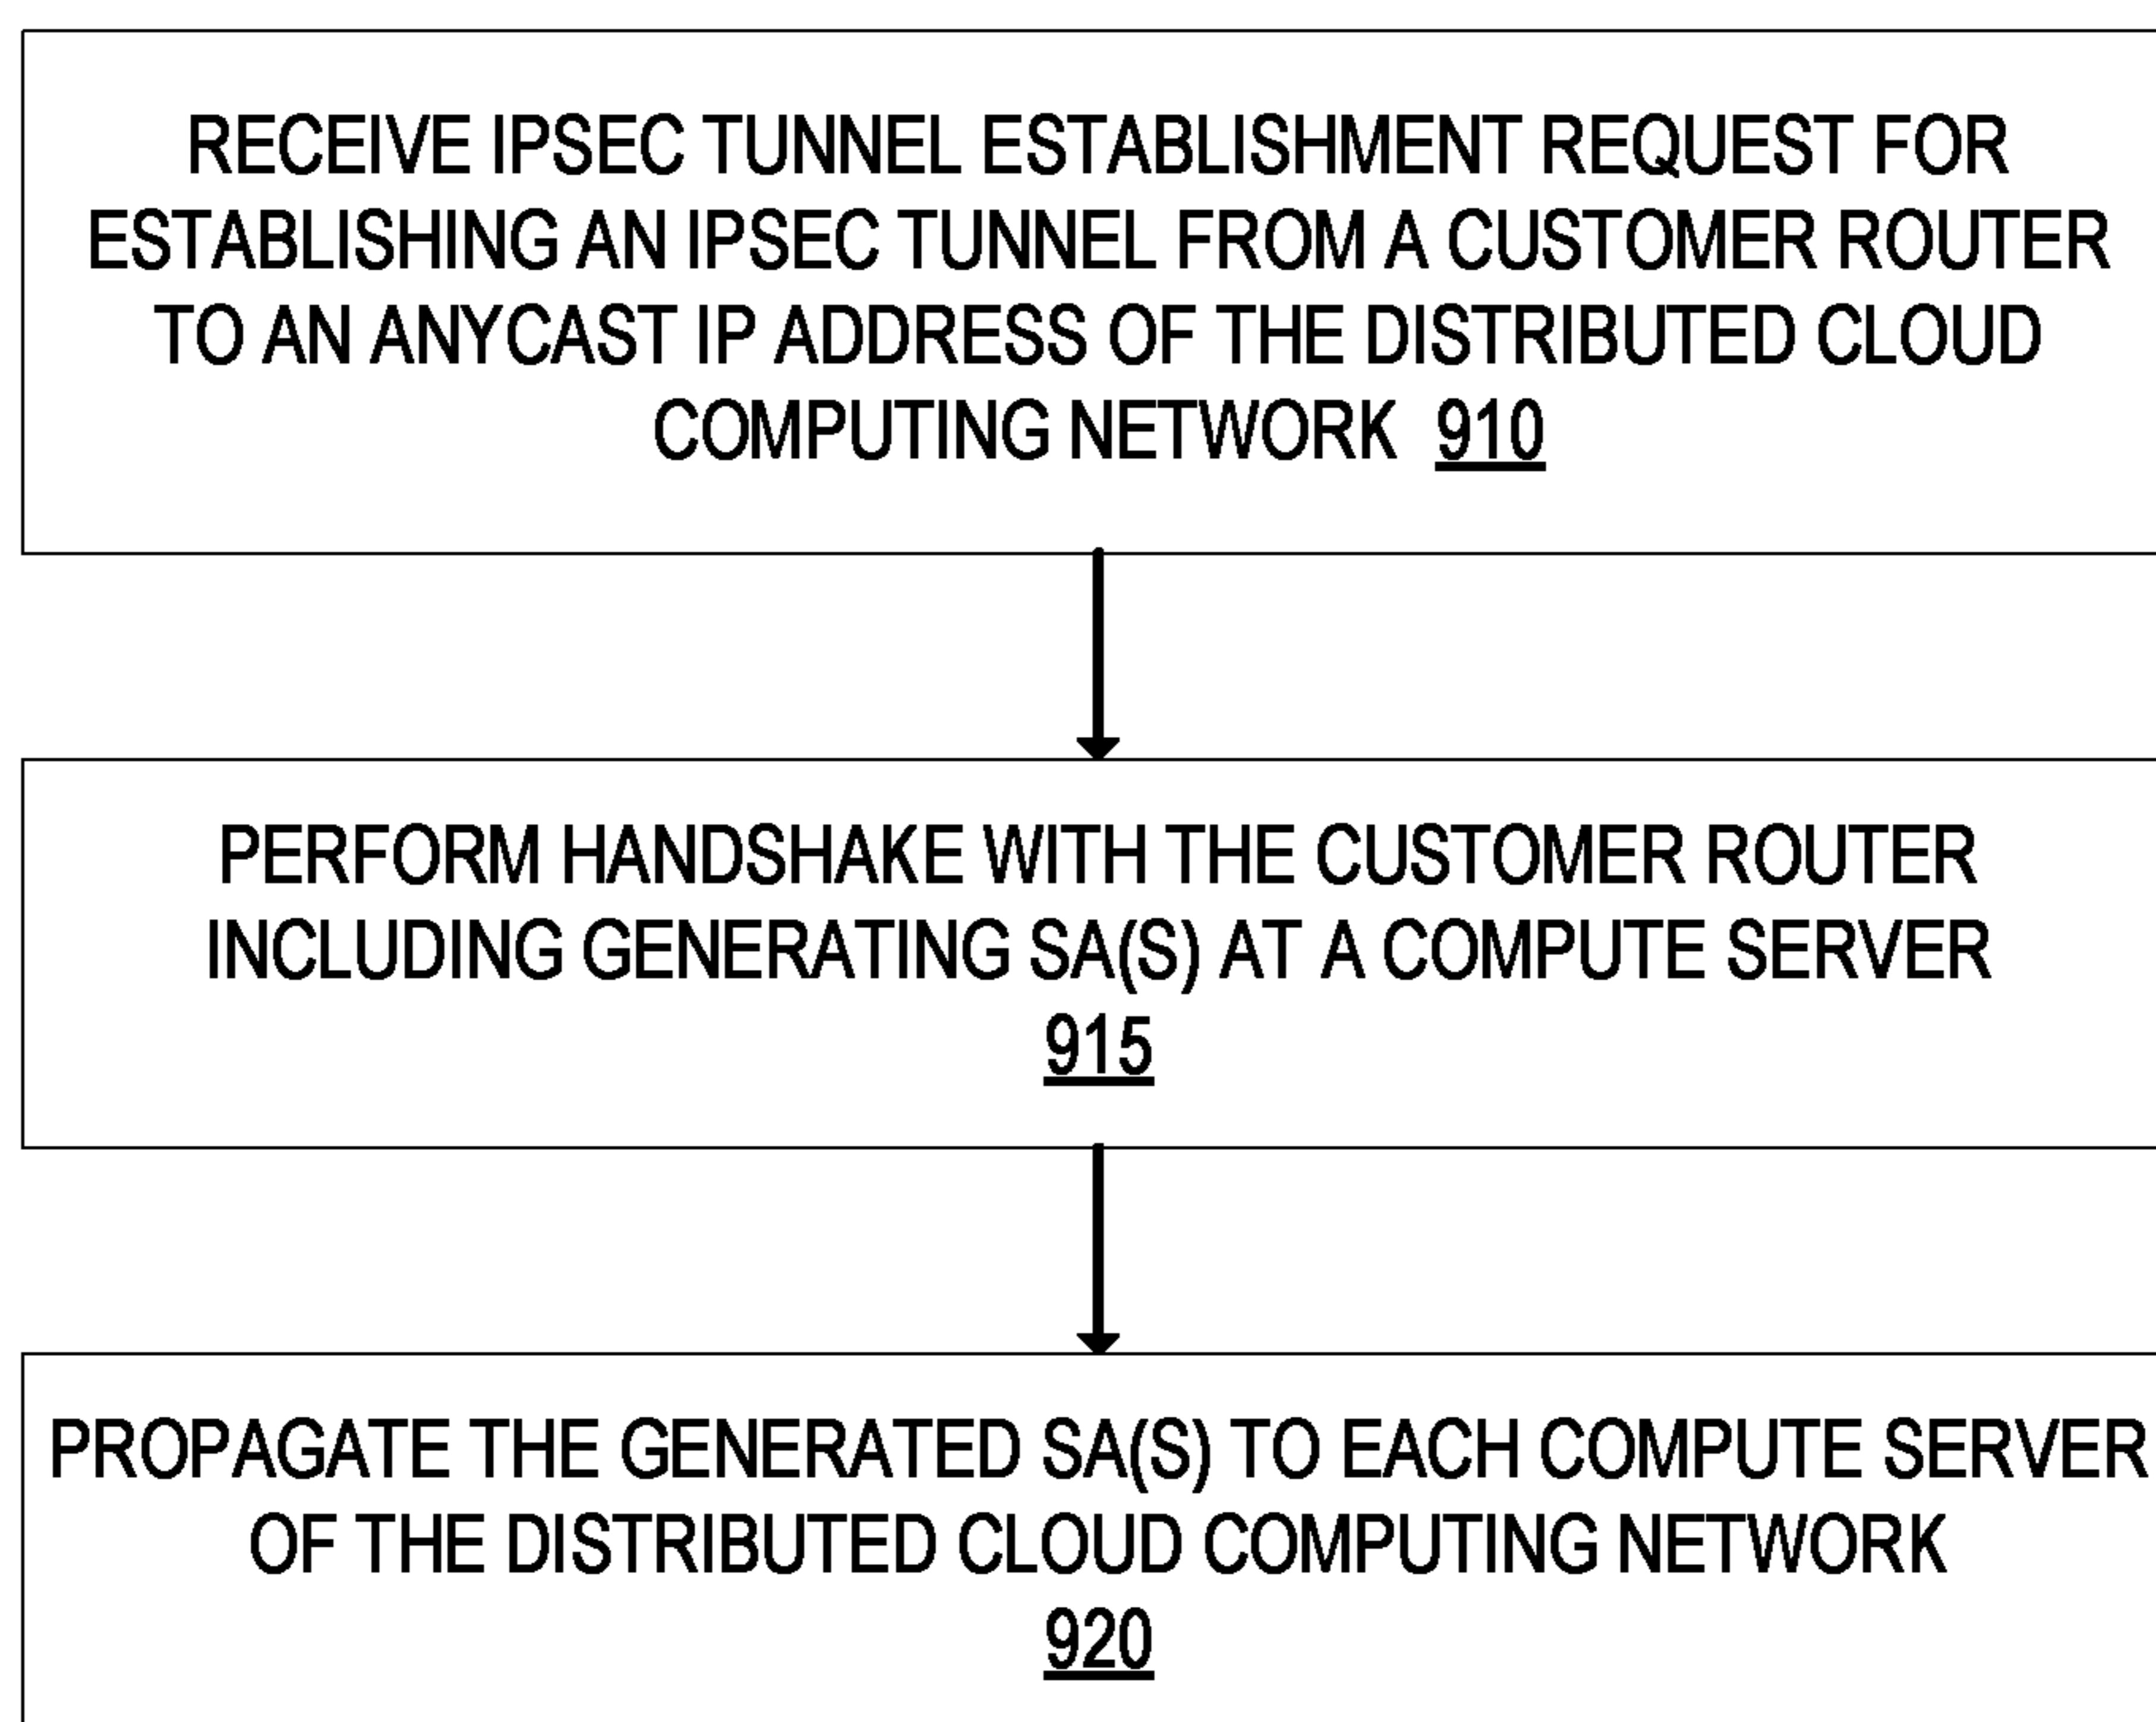 RECEIVE IPSEC TUNNEL ESTABLISHMENT REQUEST FOR
ESTABLISHING AN IPSEC TUNNEL FROM A CUSTOMER ROUTER
TO AN ANYCAST IP ADDRESS OF THE DISTRIBUTED CLOUD
COMPUTING NETWORK 910
PERFORM HANDSHAKE WITH THE CUSTOMER ROUTER
INCLUDING GENERATING SA(S) AT A COMPUTE SERVER
915
PROPAGATE THE GENERATED SA(S) TO EACH COMPUTE SERVER
OF THE DISTRIBUTED CLOUD COMPUTING NETWORK
920